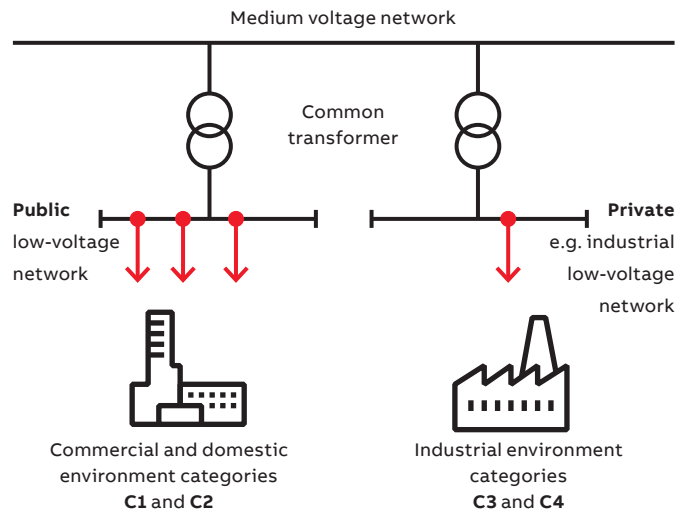 Medium voltage network
Common
transformer
Public
low-voltage
network
Private
e.g. industrial
low-voltage
network
Commercial and domestic
environment categories
C1 and C2
Industrial environment
categories
C3 and C4